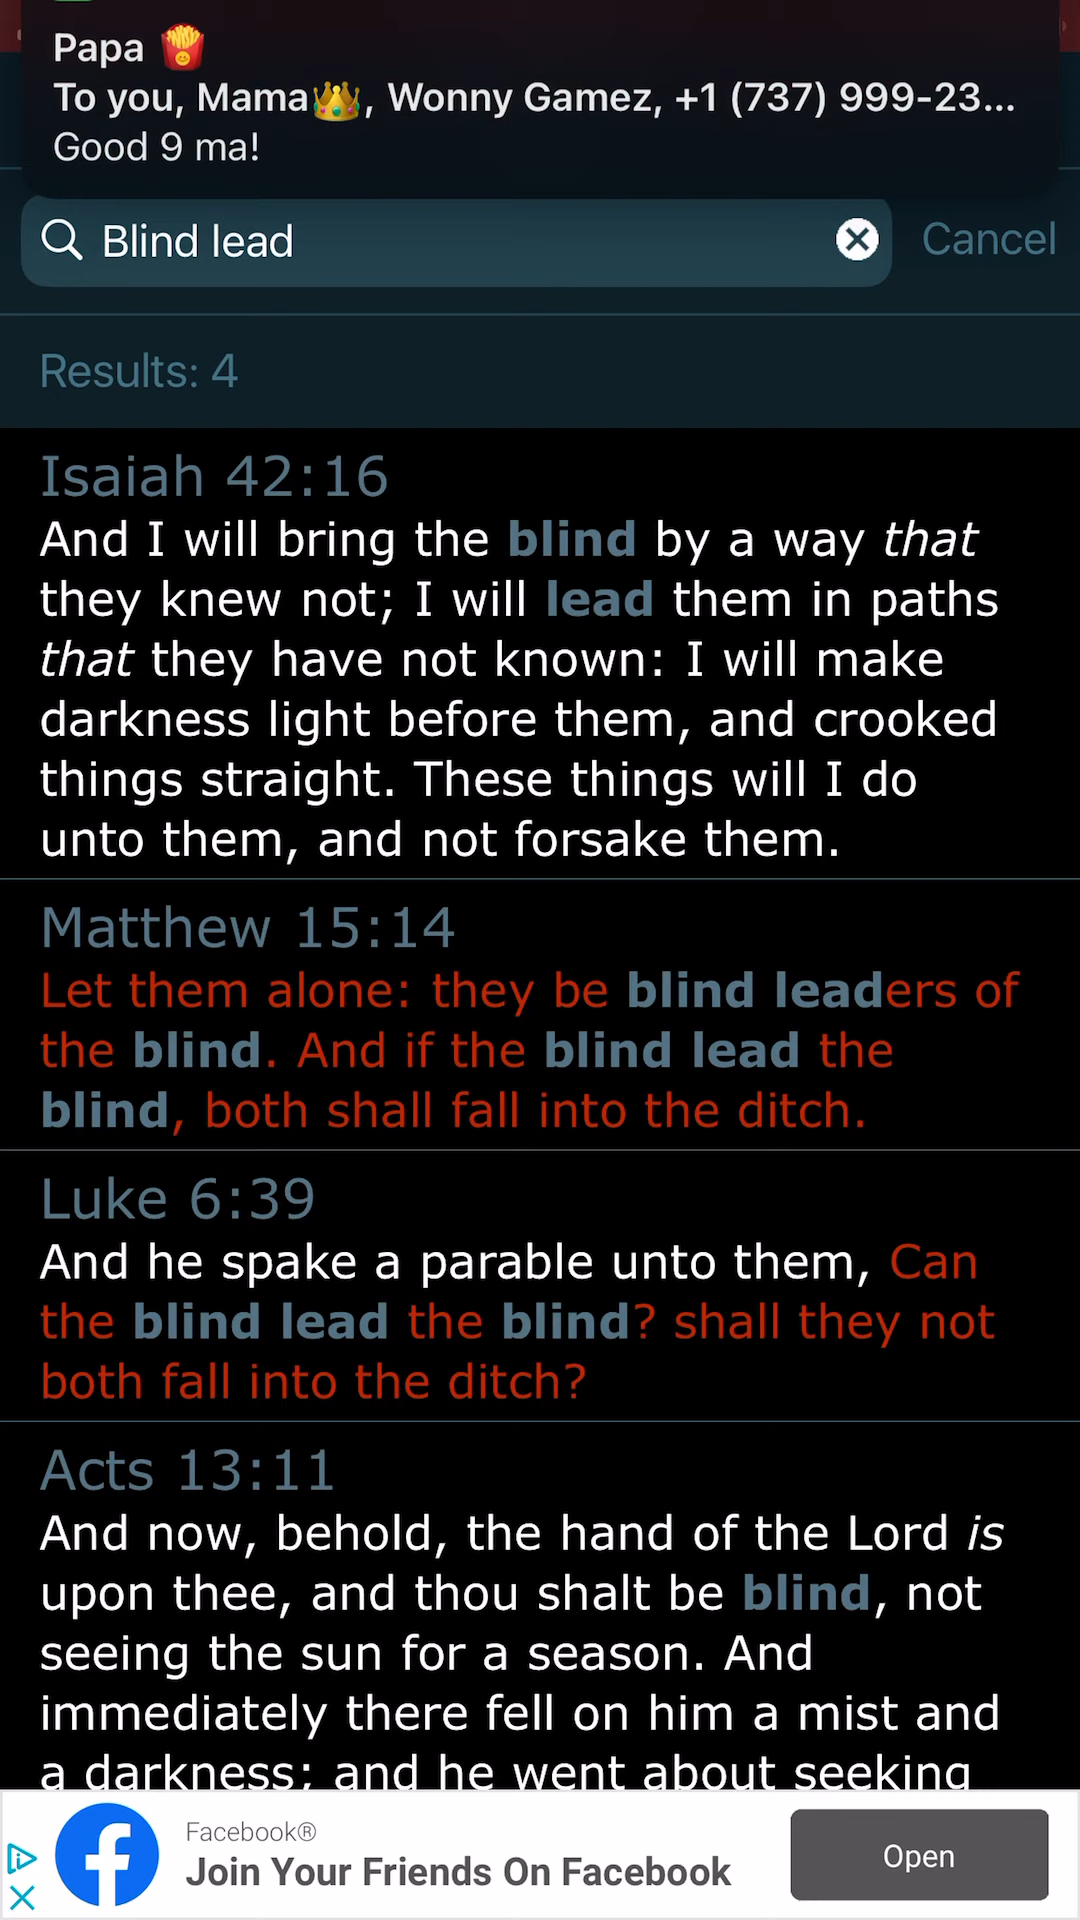 Papa
To you, Mama👑, Wonny Gamez, +1 (737) 999-23...
Good 9 ma!
Blind lead
Cancel
Results: 4
Isaiah 42:16
And I will bring the blind by a way that
they knew not; I will lead them in paths
that they have not known: I will make
darkness light before them, and crooked
things straight. These things will I do
unto them, and not forsake them.
Matthew 15:14
Let them alone: they be blind leaders of
the blind. And if the blind lead the
blind, both shall fall into the ditch.
Luke 6:39
And he spake a parable unto them, Can
the blind lead the blind? shall they not
both fall into the ditch?
Acts 13:11
And now, behold, the hand of the Lord is
upon thee, and thou shalt be blind, not
seeing the sun for a season. And
immediately there fell on him a mist and
a darkness; and he went about seeking
Facebook®
Join Your Friends On Facebook
Open